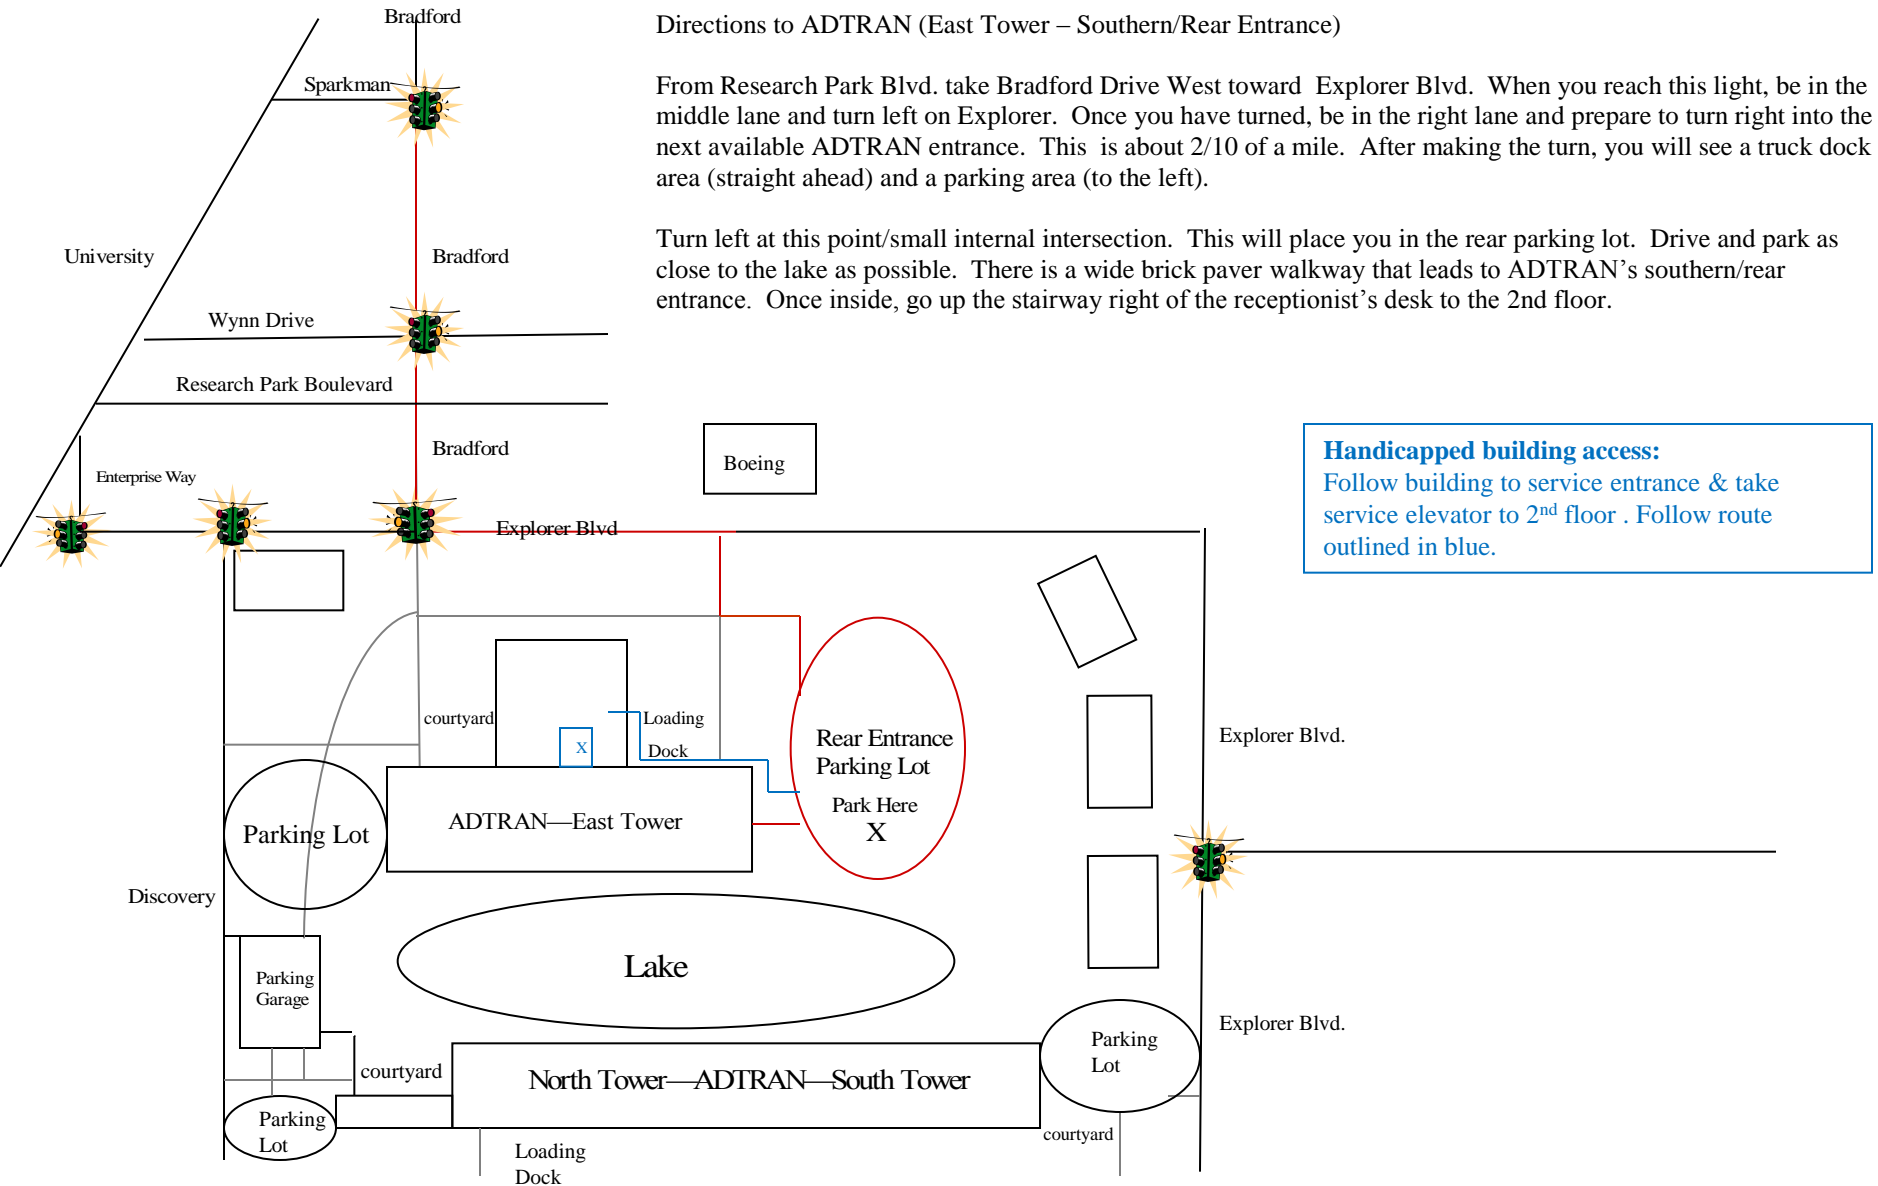 Bradford
Directions to ADTRAN (East Tower – Southern/Rear Entrance)
Sparkman
From Research Park Blvd. take Bradford Drive West toward  Explorer Blvd.  When you reach this light, be in the
middle lane and turn left on Explorer.  Once you have turned, be in the right lane and prepare to turn right into the
next available ADTRAN entrance.  This  is about 2/10 of a mile.  After making the turn, you will see a truck dock
area (straight ahead) and a parking area (to the left).
Turn left at this point/small internal intersection.  This will place you in the rear parking lot.  Drive and park as
close to the lake as possible.  There is a wide brick paver walkway that leads to ADTRAN’s southern/rear
entrance.  Once inside, go up the stairway right of the receptionist’s desk to the 2nd floor.
University
Bradford
Wynn Drive
Research Park Boulevard
Bradford
Enterprise Way
Boeing
Handicapped building access:
Follow building to service entrance & take
service elevator to 2nd floor . Follow route
outlined in blue.
Explorer Blvd
courtyard
Loading
Dock
X
Rear Entrance
Parking Lot
Park Here
X
Explorer Blvd.
ADTRAN—East Tower
Parking Lot
Discovery
Lake
Parking
Garage
Explorer Blvd.
Parking
Lot
courtyard
North Tower—ADTRAN—South Tower
Parking
Lot
courtyard
Loading
Dock